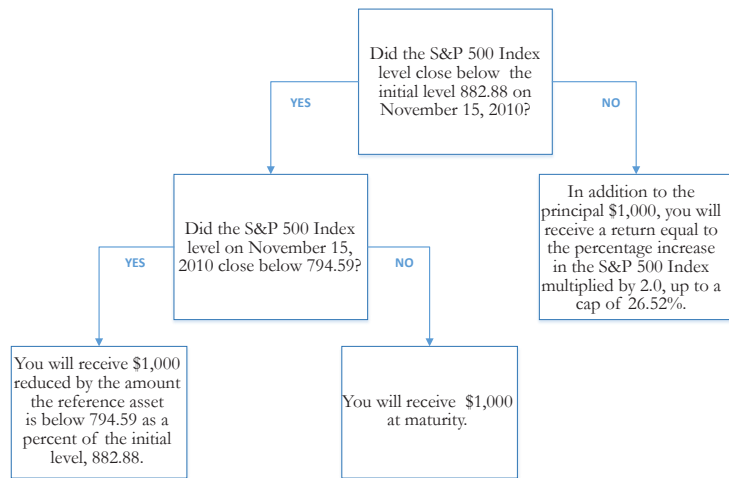 Did the S&P 500 Index
level close below the
initial level 882.88 on
November 15, 2010?
YES
NO
Did the S&P 500 Index
level on November 15,
2010 close below 794.59?
In addition to the
principal $1,000, you will
receive a return equal to
the percentage increase
in the S&P 500 Index
multiplied by 2.0, up to a
cap of 26.52%.
YES
NO
You will receive $1,000
reduced by the amount
the reference asset
is below 794.59 as a
percent of the initial
level, 882.88.
You will receive $1,000
at maturity.